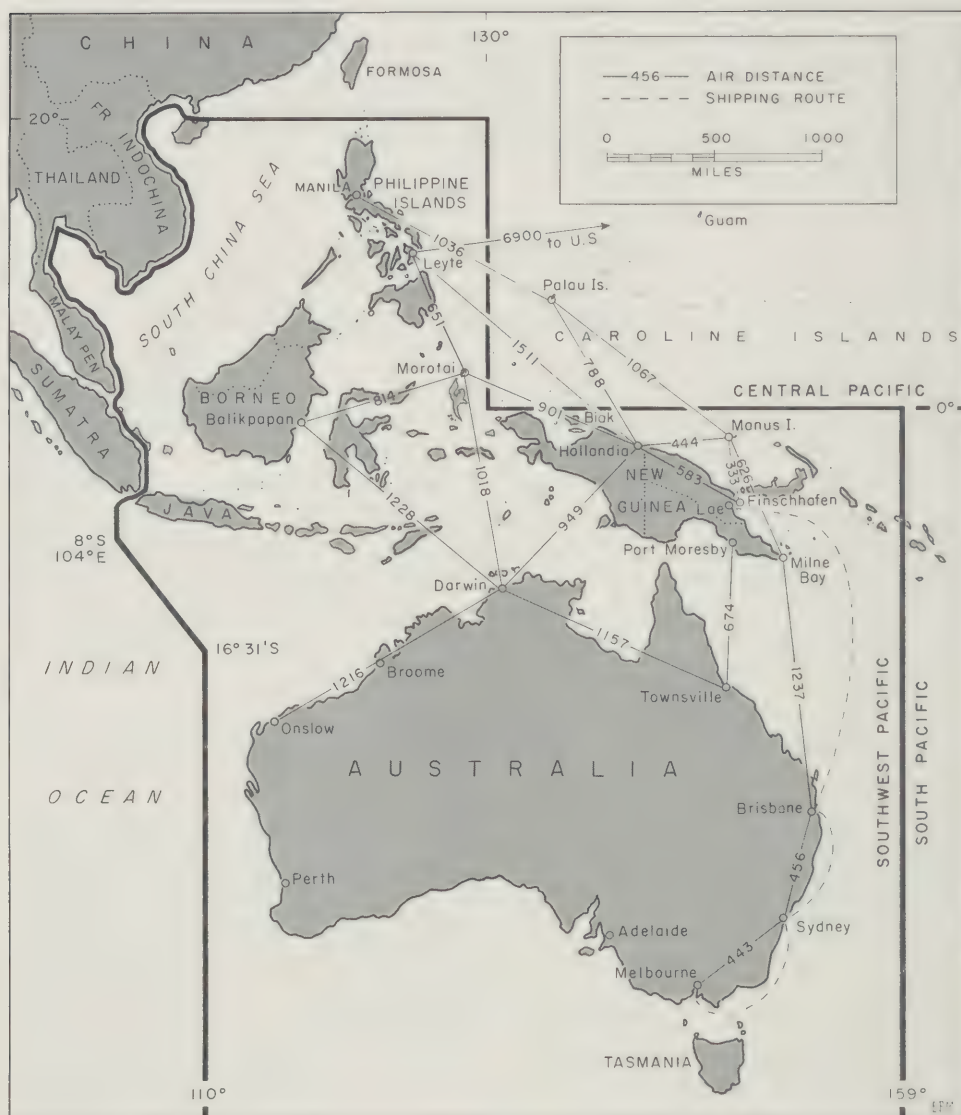 CHINA
130°
FORMOSA
456 AIR DISTANCE
SHIPPING ROUTE
0 500 1000
MILES
20°
FR INDOCHINA
THAILAND
MANILA
PHILIPPINE
ISLANDS
Guam
SOUTH CHINA SEA
1036
6900 to U.S
Leyte
Palau Is.
MALAY PEN
651
1511
788
CAROLINE ISLANDS
1067
SUMATRA
Morotai
CENTRAL PACIFIC
BORNEO
814
0°
Balikpapan
901
Biak
Manus I.
Hollandia
444
626
333
583
NEW
GUINEA
Lae
Finschhafen
1018
949
1228
JAVA
8°S
104°E
Port Moresby
Milne
Bay
Darwin
674
1157
16°31'S
INDIAN
OCEAN
Broome
1216
Onslow
Townsville
1237
AUSTRALIA
SOUTHWEST PACIFIC
SOUTH PACIFIC
Brisbane
456
Perth
Sydney
Adelaide
443
Melbourne
TASMANIA
110°
159°